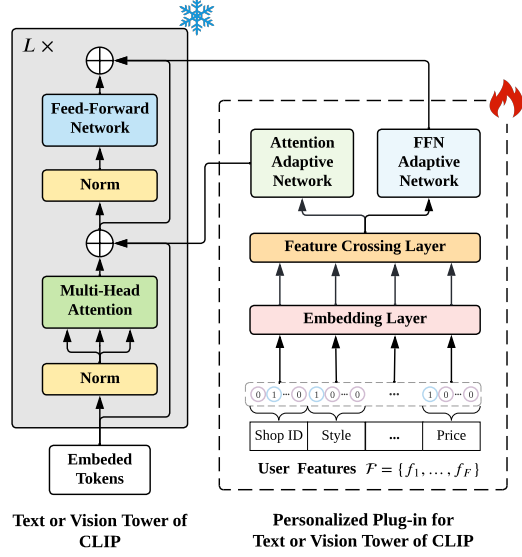 L ×
Feed-Forward
Network
Norm
Multi-Head
Attention
Norm
Embeded
Tokens
Text or Vision Tower of
CLIP
Attention
Adaptive
Network
FFN
Adaptive
Network
Feature Crossing Layer
Embedding Layer
0 1 ... 0 1 0 ... 0 ... 1 0 ... 0
Shop ID Style ... Price
User Features F = {f₁, ..., f_F}
Personalized Plug-in for
Text or Vision Tower of CLIP